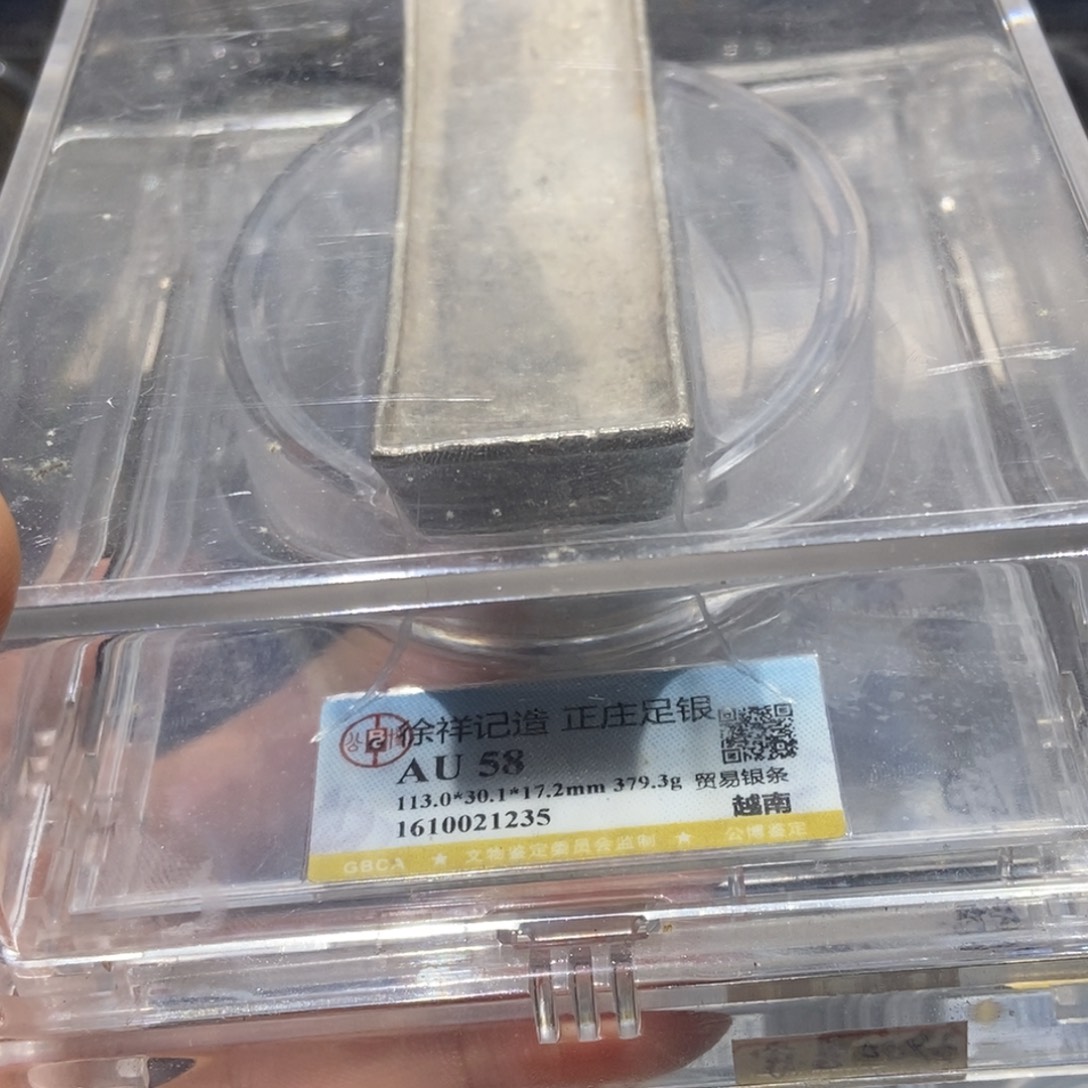 徐祥记造 正庄足银
AU 58
113.0*30.1*17.2mm 379.3g 贸易银条
1610021235 越南
GBCA ★ 文物鉴定委员会监制 ★ 公博鉴定